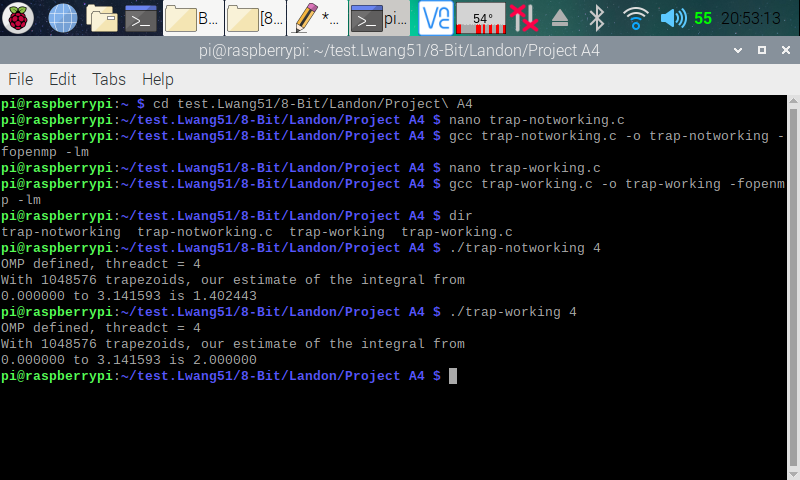 B... [8... *... pi... V2 54° 55 20:53:13
pi@raspberrypi: ~/test.Lwang51/8-Bit/Landon/Project A4
File Edit Tabs Help
pi@raspberrypi:~ $ cd test.Lwang51/8-Bit/Landon/Project\ A4
pi@raspberrypi:~/test.Lwang51/8-Bit/Landon/Project A4 $ nano trap-notworking.c
pi@raspberrypi:~/test.Lwang51/8-Bit/Landon/Project A4 $ gcc trap-notworking.c -o trap-notworking -
fopenmp -lm
pi@raspberrypi:~/test.Lwang51/8-Bit/Landon/Project A4 $ nano trap-working.c
pi@raspberrypi:~/test.Lwang51/8-Bit/Landon/Project A4 $ gcc trap-working.c -o trap-working -fopenm
p -lm
pi@raspberrypi:~/test.Lwang51/8-Bit/Landon/Project A4 $ dir
trap-notworking  trap-notworking.c  trap-working  trap-working.c
pi@raspberrypi:~/test.Lwang51/8-Bit/Landon/Project A4 $ ./trap-notworking 4
OMP defined, threadct = 4
With 1048576 trapezoids, our estimate of the integral from
0.000000 to 3.141593 is 1.402443
pi@raspberrypi:~/test.Lwang51/8-Bit/Landon/Project A4 $ ./trap-working 4
OMP defined, threadct = 4
With 1048576 trapezoids, our estimate of the integral from
0.000000 to 3.141593 is 2.000000
pi@raspberrypi:~/test.Lwang51/8-Bit/Landon/Project A4 $